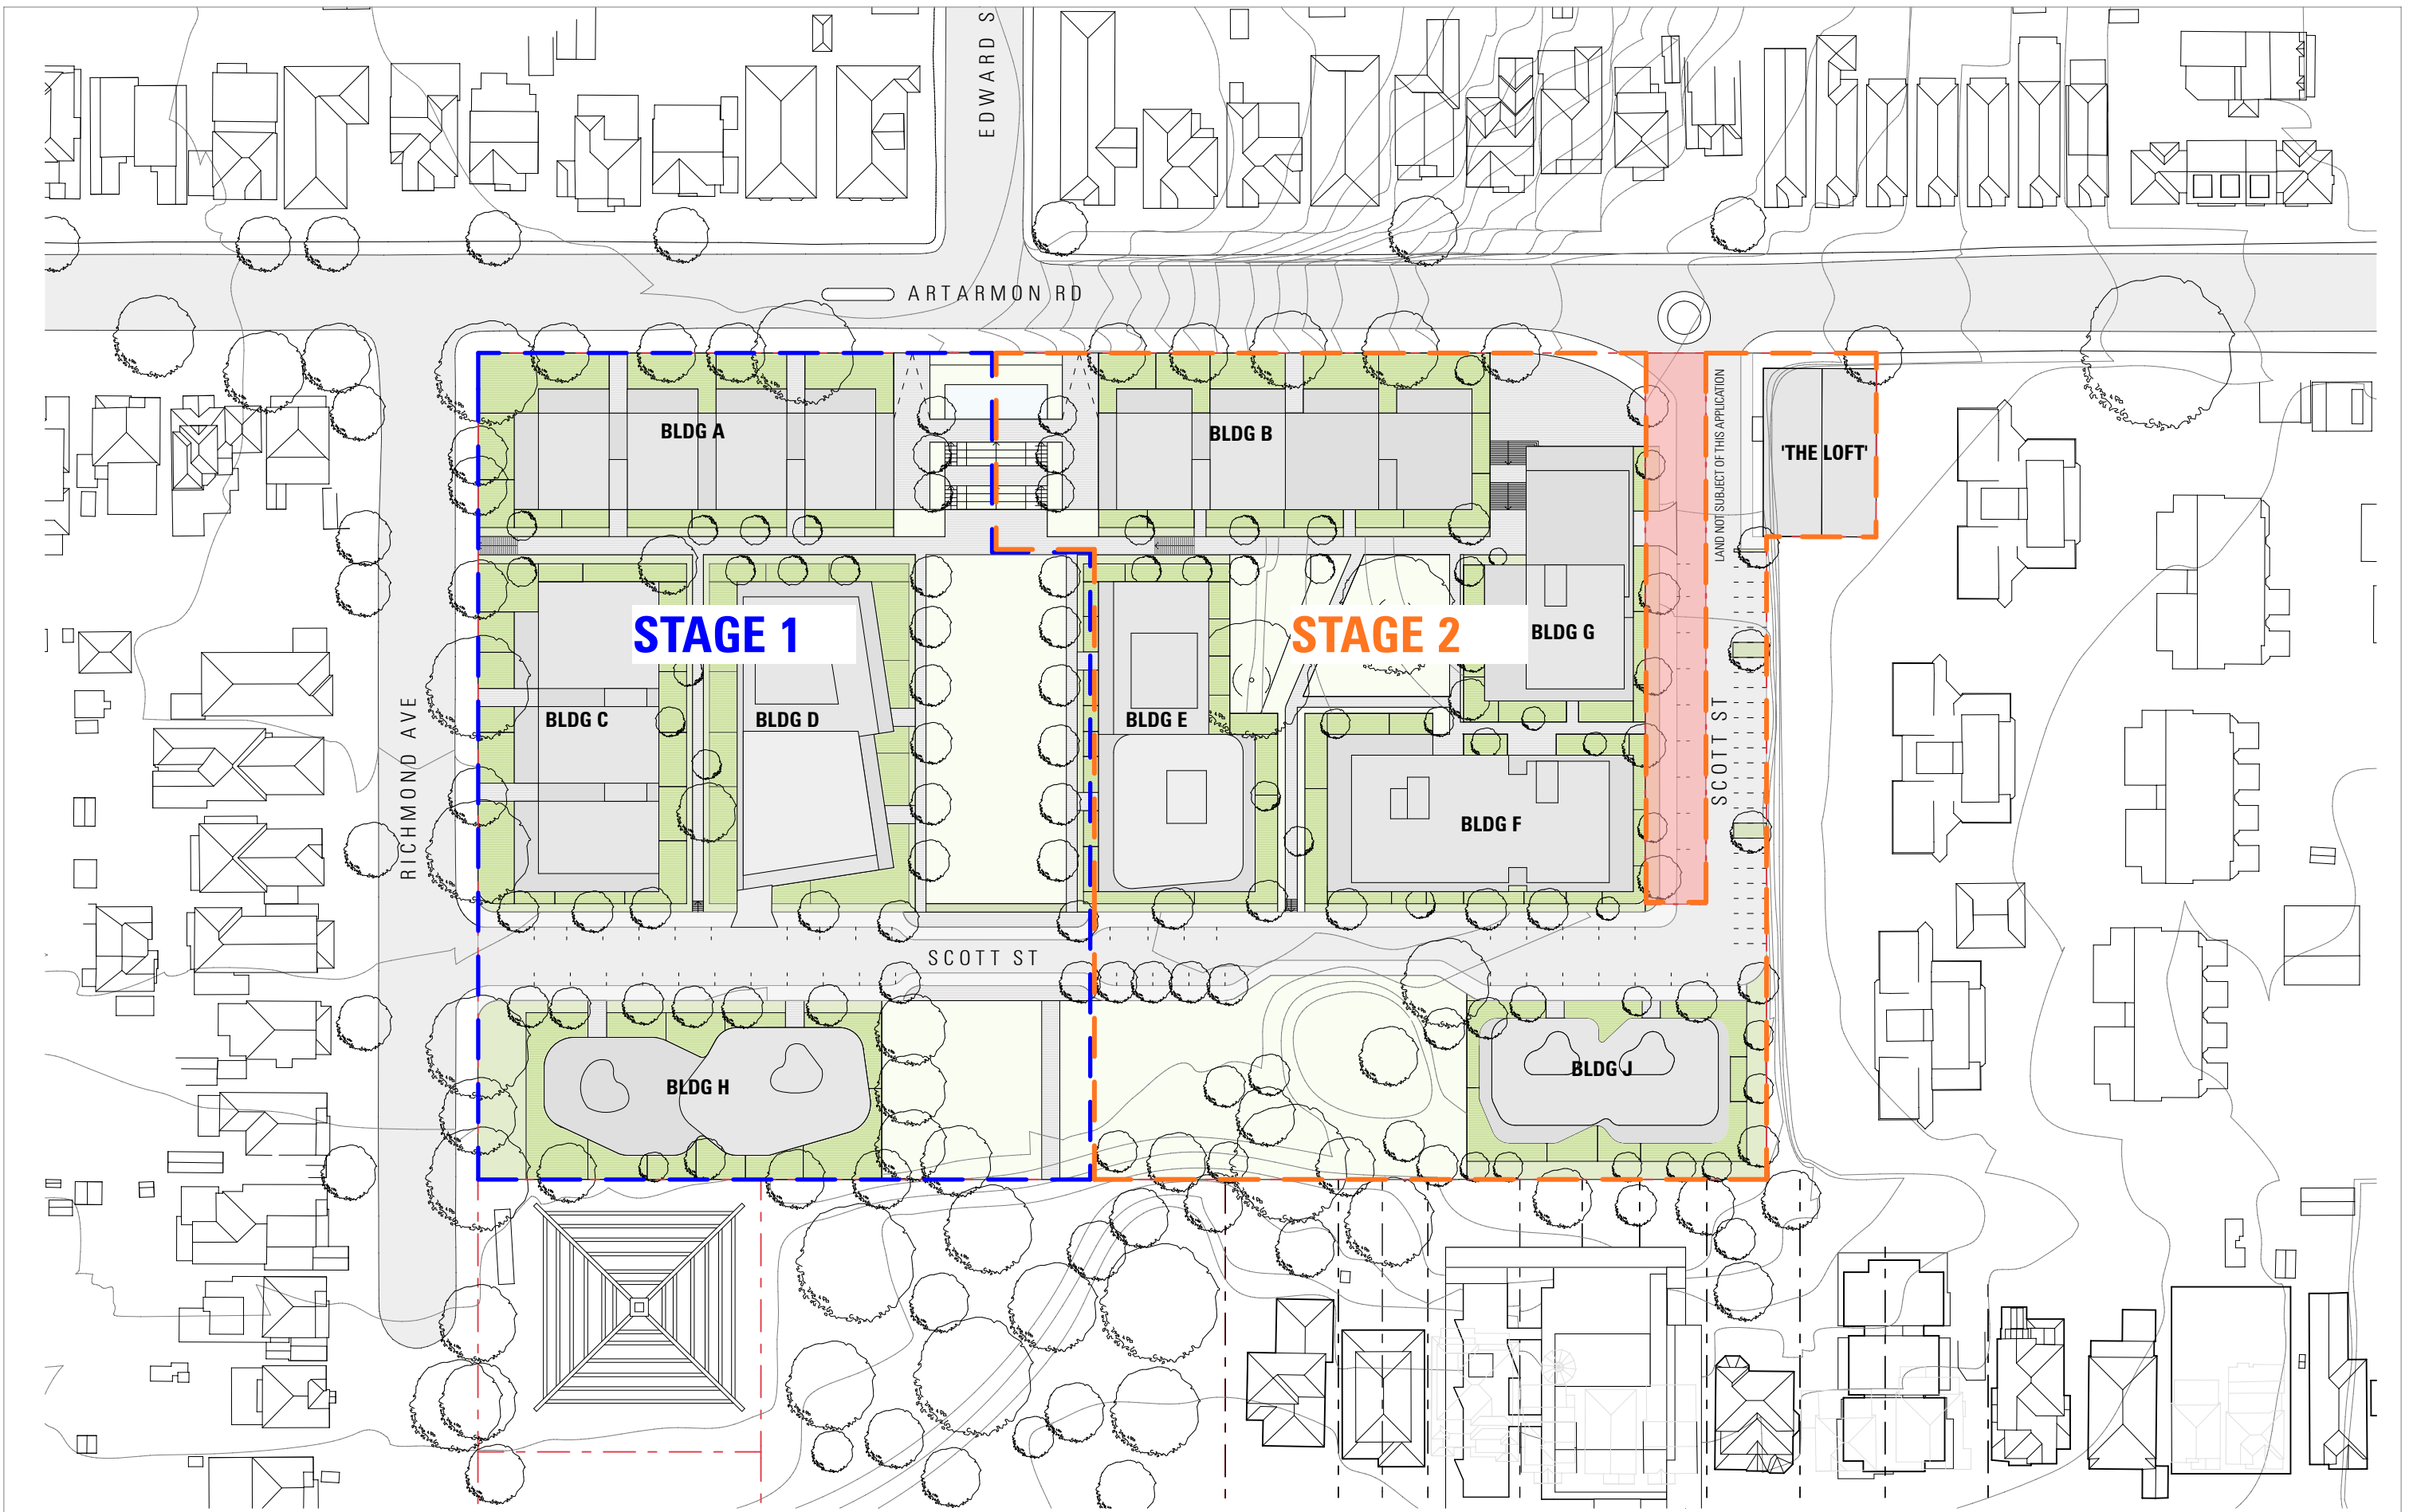 EDWARD S
ARTARMON RD
BLDG A
BLDG B
LAND NOT SUBJECT OF THIS APPLICATION
'THE LOFT'
STAGE 1
STAGE 2
BLDG G
RICHMOND AVE
BLDG C
BLDG D
BLDG E
SCOTT ST
BLDG F
SCOTT ST
BLDG H
BLDG J